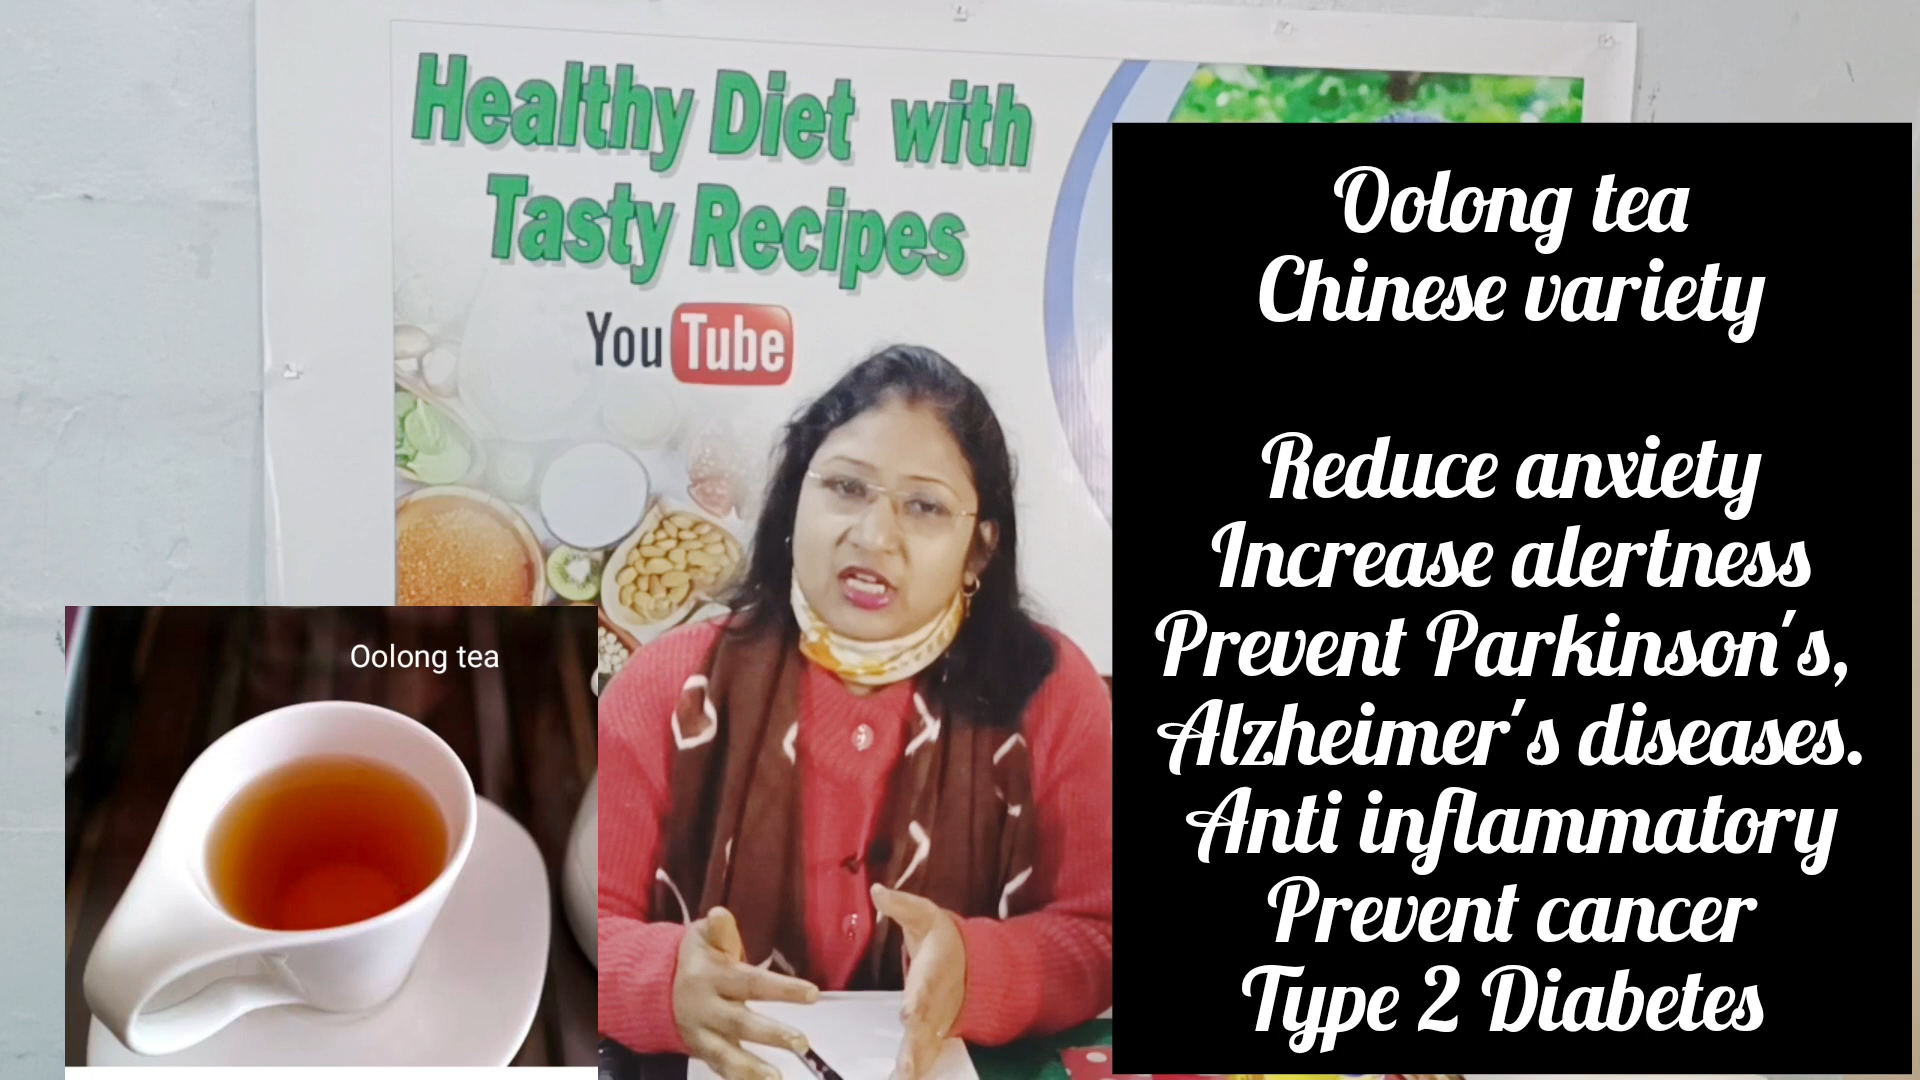 Healthy Diet with
Tasty Recipes
YouTube
Oolong tea
Chinese variety
Reduce anxiety
Increase alertness
Prevent Parkinson's,
Alzheimer's diseases.
Anti inflammatory
Prevent cancer
Type 2 Diabetes
Oolong tea